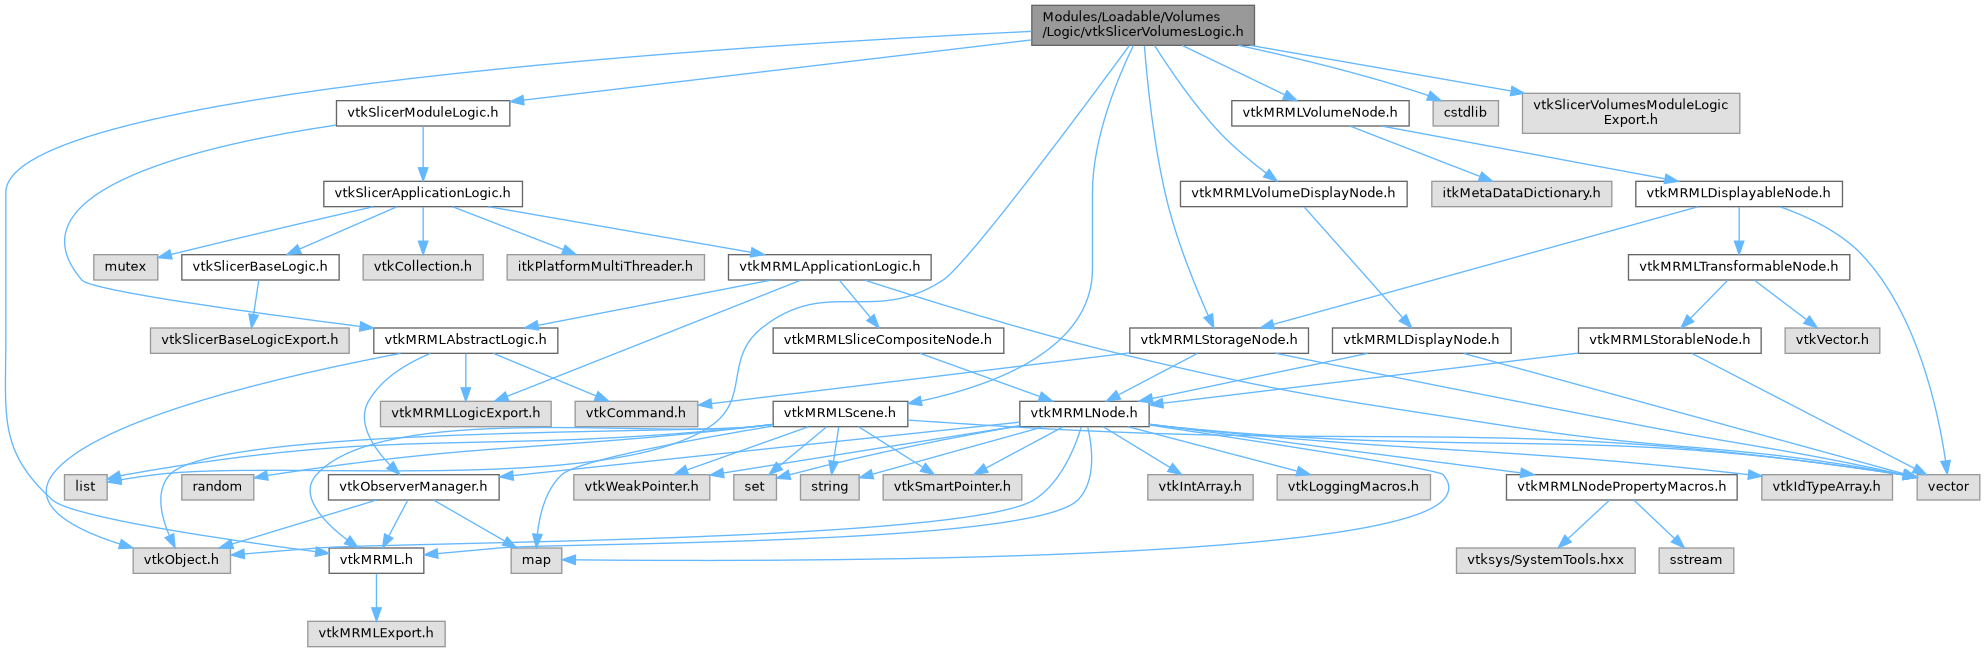 Modules/Loadable/Volumes
/Logic/vtkSlicerVolumesLogic.h
vtkSlicerModuleLogic.h
vtkMRMLVolumeNode.h
cstdlib
vtkSlicerVolumesModuleLogic
Export.h
vtkSlicerApplicationLogic.h
vtkMRMLVolumeDisplayNode.h
itkMetaDataDictionary.h
vtkMRMLDisplayableNode.h
mutex
vtkSlicerBaseLogic.h
vtkCollection.h
itkPlatformMultiThreader.h
vtkMRMLApplicationLogic.h
vtkMRMLTransformableNode.h
vtkSlicerBaseLogicExport.h
vtkMRMLAbstractLogic.h
vtkMRMLSliceCompositeNode.h
vtkMRMLStorageNode.h
vtkMRMLDisplayNode.h
vtkMRMLStorableNode.h
vtkVector.h
vtkMRMLLogicExport.h
vtkCommand.h
vtkMRMLScene.h
vtkMRMLNode.h
list
random
vtkObserverManager.h
vtkWeakPointer.h
set
string
vtkSmartPointer.h
vtkIntArray.h
vtkLoggingMacros.h
vtkMRMLNodePropertyMacros.h
vtkIdTypeArray.h
vector
vtkObject.h
vtkMRML.h
map
vtksys/SystemTools.hxx
sstream
vtkMRMLExport.h